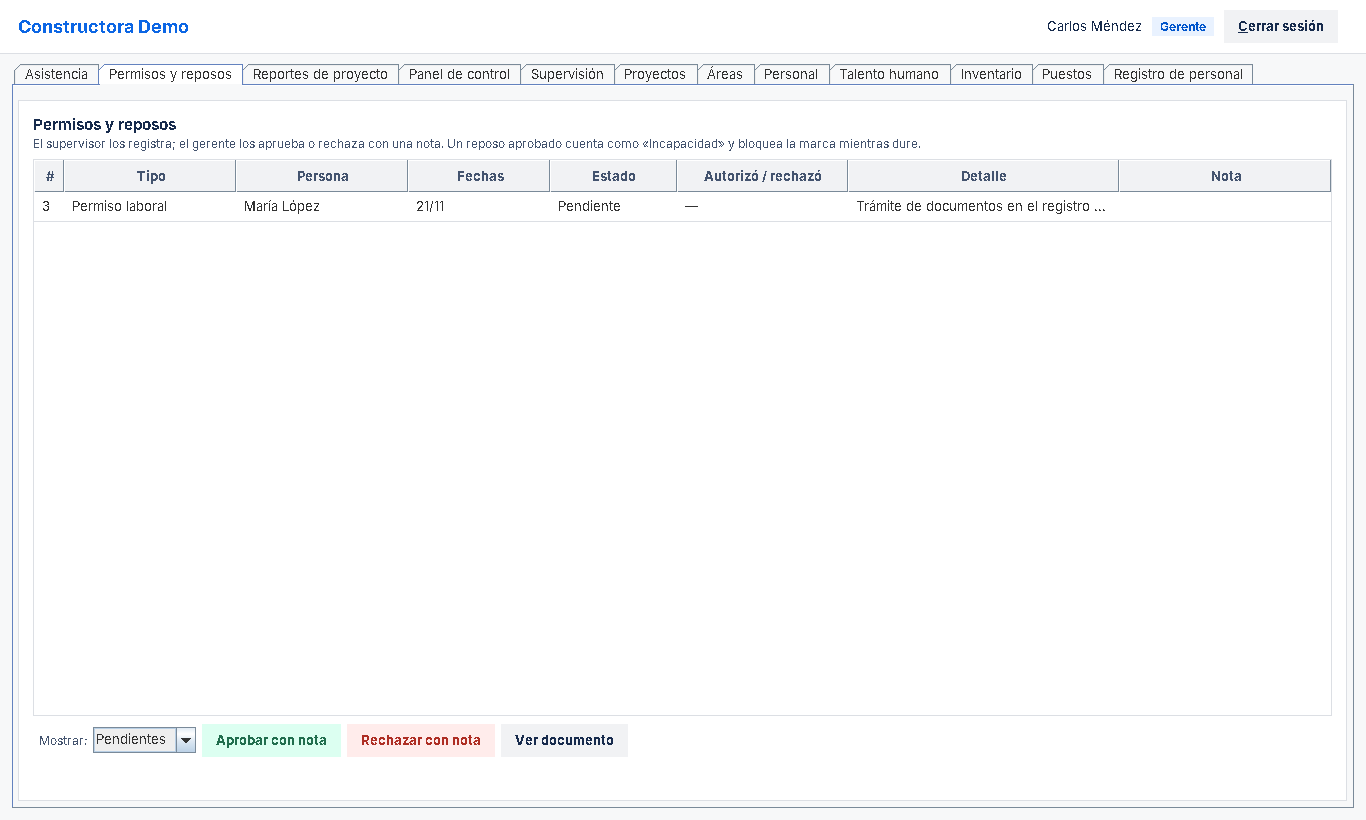 Constructora Demo
Carlos Méndez Gerente Cerrar sesión
Asistencia Permisos y reposos Reportes de proyecto Panel de control Supervisión Proyectos Áreas Personal Talento humano Inventario Puestos Registro de personal
Permisos y reposos
El supervisor los registra; el gerente los aprueba o rechaza con una nota. Un reposo aprobado cuenta como «Incapacidad» y bloquea la marca mientras dure.
# Tipo Persona Fechas Estado Autorizó / rechazó Detalle Nota
3 Permiso laboral María López 21/11 Pendiente — Trámite de documentos en el registro ...
Mostrar: Pendientes Aprobar con nota Rechazar con nota Ver documento